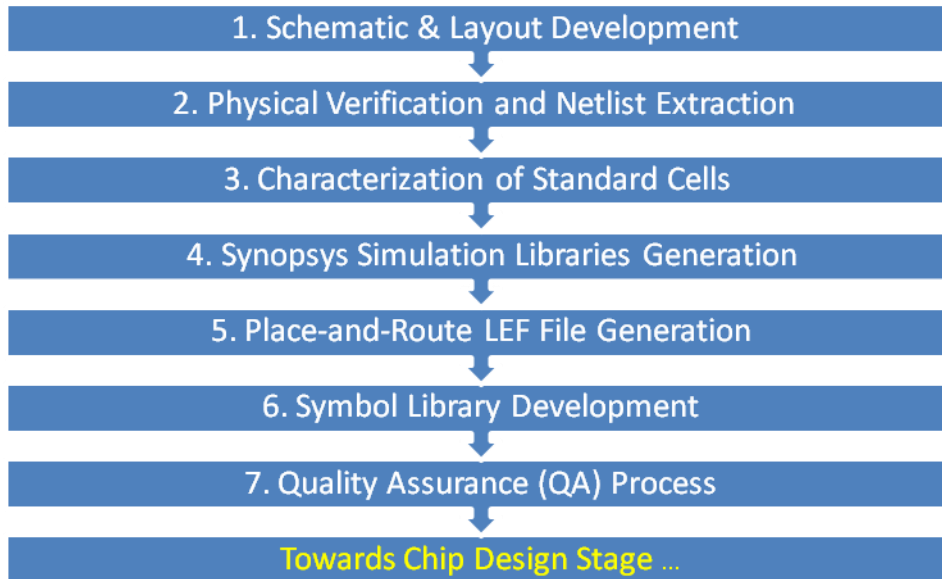 1. Schematic & Layout Development
2. Physical Verification and Netlist Extraction
3. Characterization of Standard Cells
4. Synopsys Simulation Libraries Generation
5. Place-and-Route LEF File Generation
6. Symbol Library Development
7. Quality Assurance (QA) Process
Towards Chip Design Stage ...